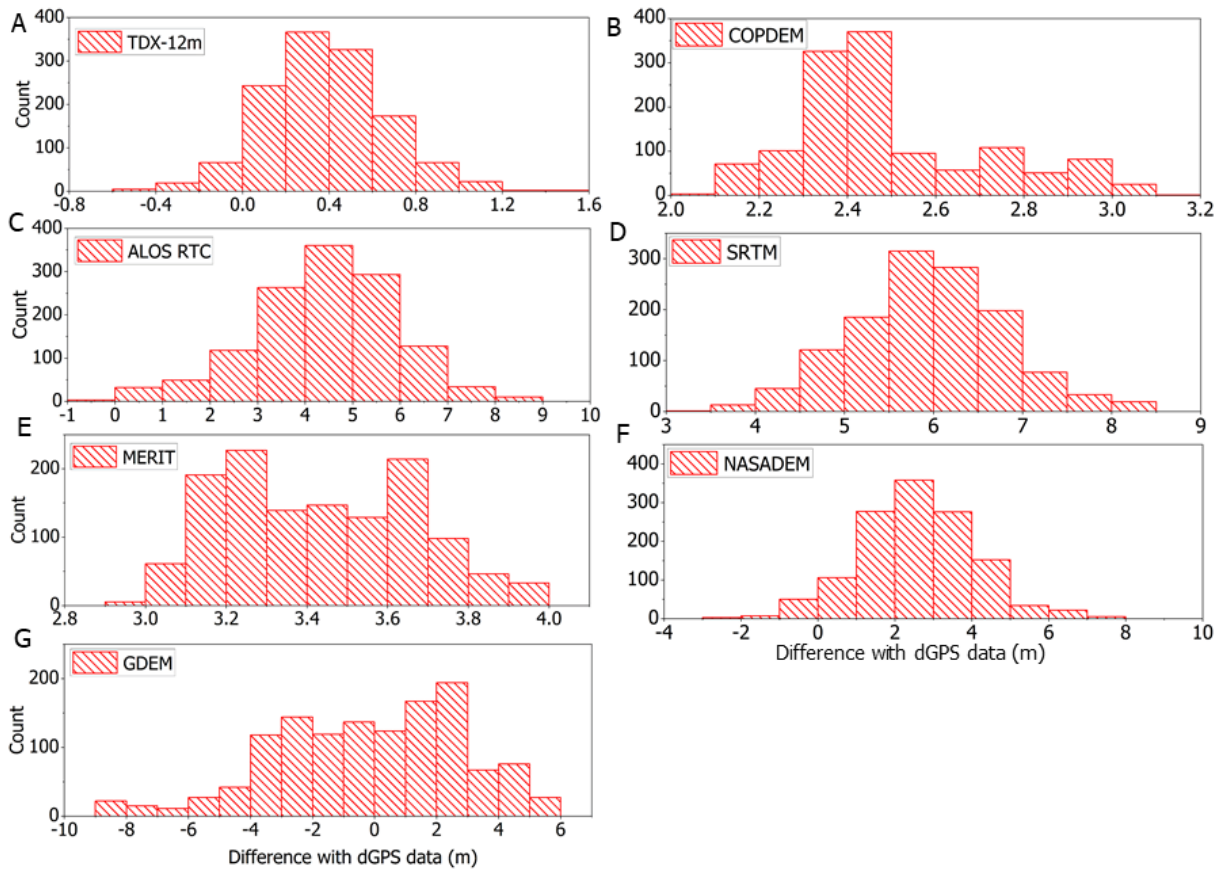 A
TDX-12m
Count
400
300
200
100
0
-0.8 -0.4 0.0 0.4 0.8 1.2 1.6
B
COPDEM
400
300
200
100
0
2.0 2.2 2.4 2.6 2.8 3.0 3.2
C
ALOS RTC
Count
400
300
200
100
0
-1 0 1 2 3 4 5 6 7 8 9 10
D
SRTM
300
200
100
0
3 4 5 6 7 8 9
E
MERIT
Count
200
100
0
2.8 3.0 3.2 3.4 3.6 3.8 4.0
F
NASADEM
400
300
200
100
0
-4 -2 0 2 4 6 8 10
Difference with dGPS data (m)
G
GDEM
Count
200
100
0
-10 -8 -6 -4 -2 0 2 4 6
Difference with dGPS data (m)